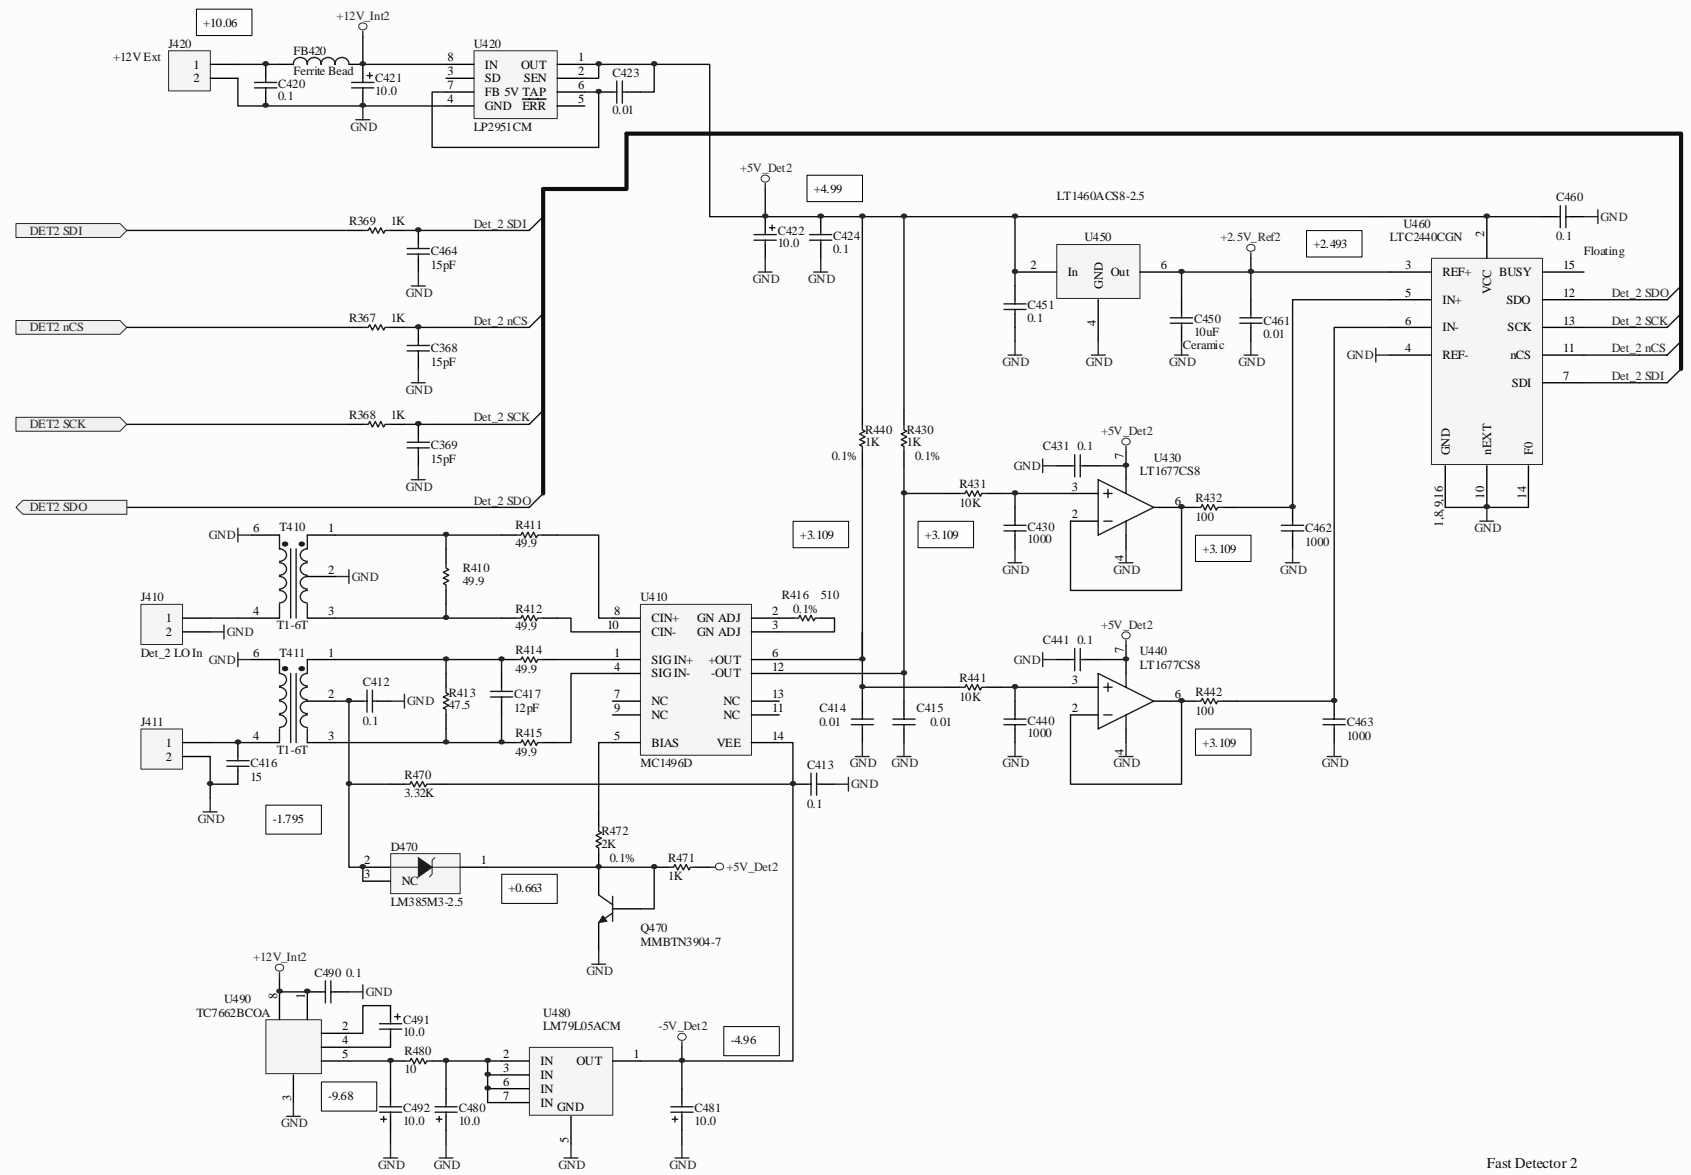 +10.06
+12V_Int2
J420
+12V Ext
1
2
FB420
Ferrite Bead
C420
0.1
C421
10.0
GND
U420
8 IN OUT 1
3 SD SEN 2
7 FB 5V TAP 6
4 GND ERR 5
LP2951CM
C423
0.01
+5V_Det2
+4.99
C422
10.0
GND
C424
0.1
GND
LT1460ACS8-2.5
U450
2 In GND Out 6
4
GND
C451
0.1
GND
+2.5V_Ref2
+2.493
C450
10uF
Ceramic
GND
C461
0.01
GND
C460
0.1
GND
U460
LTC2440CGN
Floating
2
VCC
3 REF+ BUSY 15
5 IN+ SDO 12 Det_2 SDO
6 IN- SCK 13 Det_2 SCK
GND 4 REF- nCS 11 Det_2 nCS
SDI 7 Det_2 SDI
GND nEXT F0
1,8,9,16 10 14
GND
DET2 SDI
R369 1K
Det_2 SDI
C464
15pF
GND
DET2 nCS
R367 1K
Det_2 nCS
C368
15pF
GND
DET2 SCK
R368 1K
Det_2 SCK
C369
15pF
GND
DET2 SDO
Det_2 SDO
R440
1K
0.1%
R430
1K
0.1%
C431 0.1
GND
+5V_Det2
7
U430
LT1677CS8
R431
10K
3
2
6
4
GND
R432
100
C430
1000
GND
C462
1000
GND
+3.109
+3.109
+3.109
GND 6
T410
1
2 GND
3
4
T1-6T
J410
1
2
GND
Det_2 LO In
R411
49.9
R410
49.9
R412
49.9
U410
8 CIN+ GN ADJ 2
10 CIN- GN ADJ 3
1 SIG IN+ +OUT 6
4 SIG IN- -OUT 12
7 NC NC 13
9 NC NC 11
5 BIAS VEE 14
MC1496D
R416 510
0.1%
GND 6
T411
1
2
3
4
T1-6T
C412
0.1
GND
R413
47.5
C417
12pF
R414
49.9
R415
49.9
J411
1
2
C416
15
GND
C414
0.01
GND
C415
0.01
GND
C441 0.1
GND
+5V_Det2
7
U440
LT1677CS8
R441
10K
3
2
6
4
GND
R442
100
C440
1000
GND
C463
1000
GND
+3.109
R470
3.32K
C413
0.1
GND
-1.795
R472
2K
0.1%
D470
2
3 NC
1
LM385M3-2.5
+0.663
R471
1K
+5V_Det2
Q470
MMBTN3904-7
GND
+12V_Int2
C490 0.1
GND
U490
TC7662BCOA
8
1
2
4
5
3
GND
C491
10.0
R480
10
-9.68
C492
10.0
GND
C480
10.0
GND
U480
LM79L05ACM
2 IN OUT 1
3 IN
6 IN
7 IN GND
5
GND
-5V_Det2
-4.96
C481
10.0
GND
Fast Detector 2